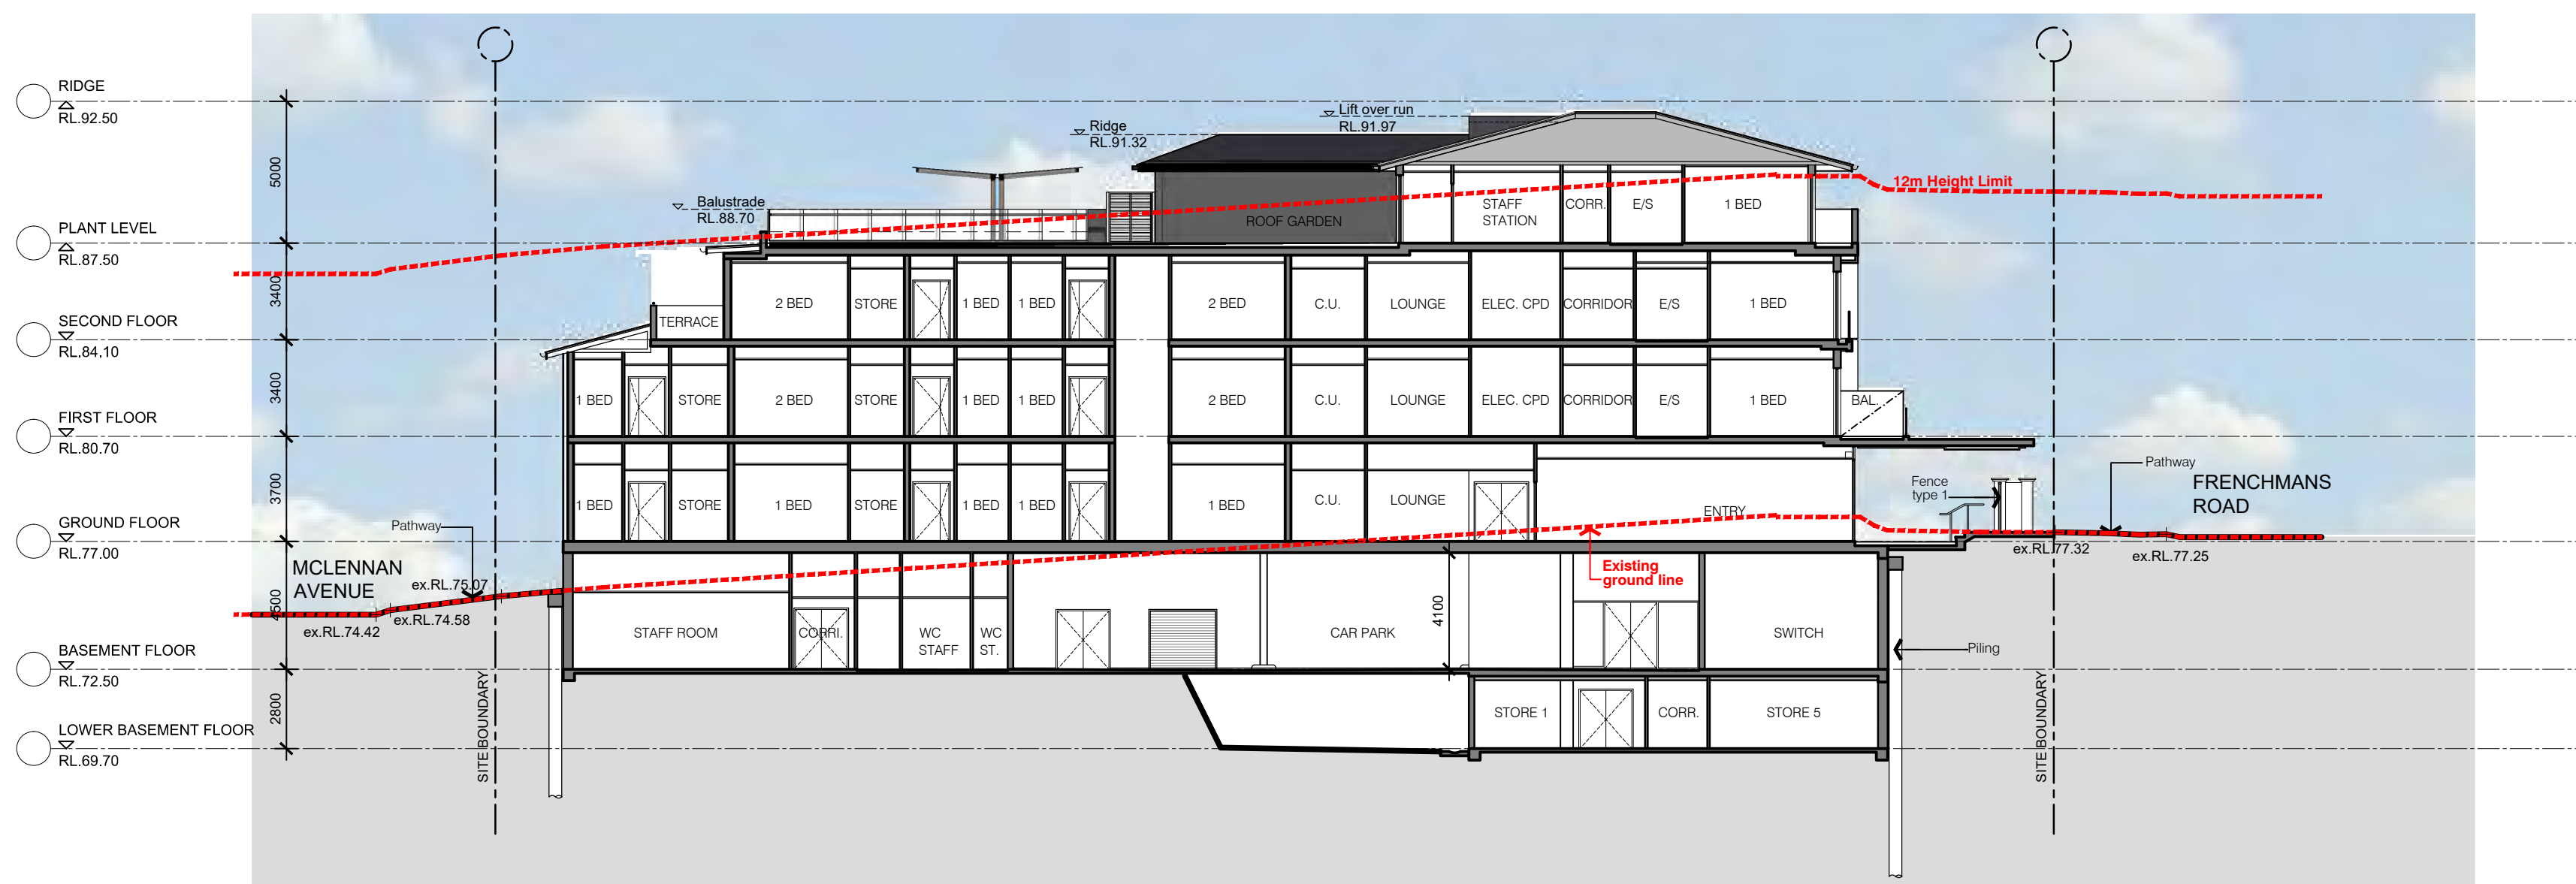 RIDGE
RL.92.50
5000
PLANT LEVEL
RL.87.50
3400
SECOND FLOOR
RL.84,10
3400
FIRST FLOOR
RL.80.70
3700
GROUND FLOOR
RL.77.00
4500
BASEMENT FLOOR
RL.72.50
2800
LOWER BASEMENT FLOOR
RL.69.70
Lift over run
RL.91.97
Ridge
RL.91.32
Balustrade
RL.88.70
12m Height Limit
ROOF GARDEN
STAFF
STATION
CORR.
E/S
1 BED
TERRACE
2 BED
STORE
1 BED
1 BED
2 BED
C.U.
LOUNGE
ELEC. CPD
CORRIDOR
E/S
1 BED
1 BED
STORE
2 BED
STORE
1 BED
1 BED
2 BED
C.U.
LOUNGE
ELEC. CPD
CORRIDOR
E/S
1 BED
BAL.
1 BED
STORE
1 BED
STORE
1 BED
1 BED
1 BED
C.U.
LOUNGE
ENTRY
Fence
type 1
Pathway
FRENCHMANS
ROAD
ex.RL.77.32
ex.RL.77.25
Pathway
MCLENNAN
AVENUE
ex.RL.75.07
ex.RL.74.42
ex.RL.74.58
Existing
ground line
STAFF ROOM
CORRI.
WC
STAFF
WC
ST.
CAR PARK
4100
SWITCH
Piling
STORE 1
CORR.
STORE 5
SITE BOUNDARY
SITE BOUNDARY